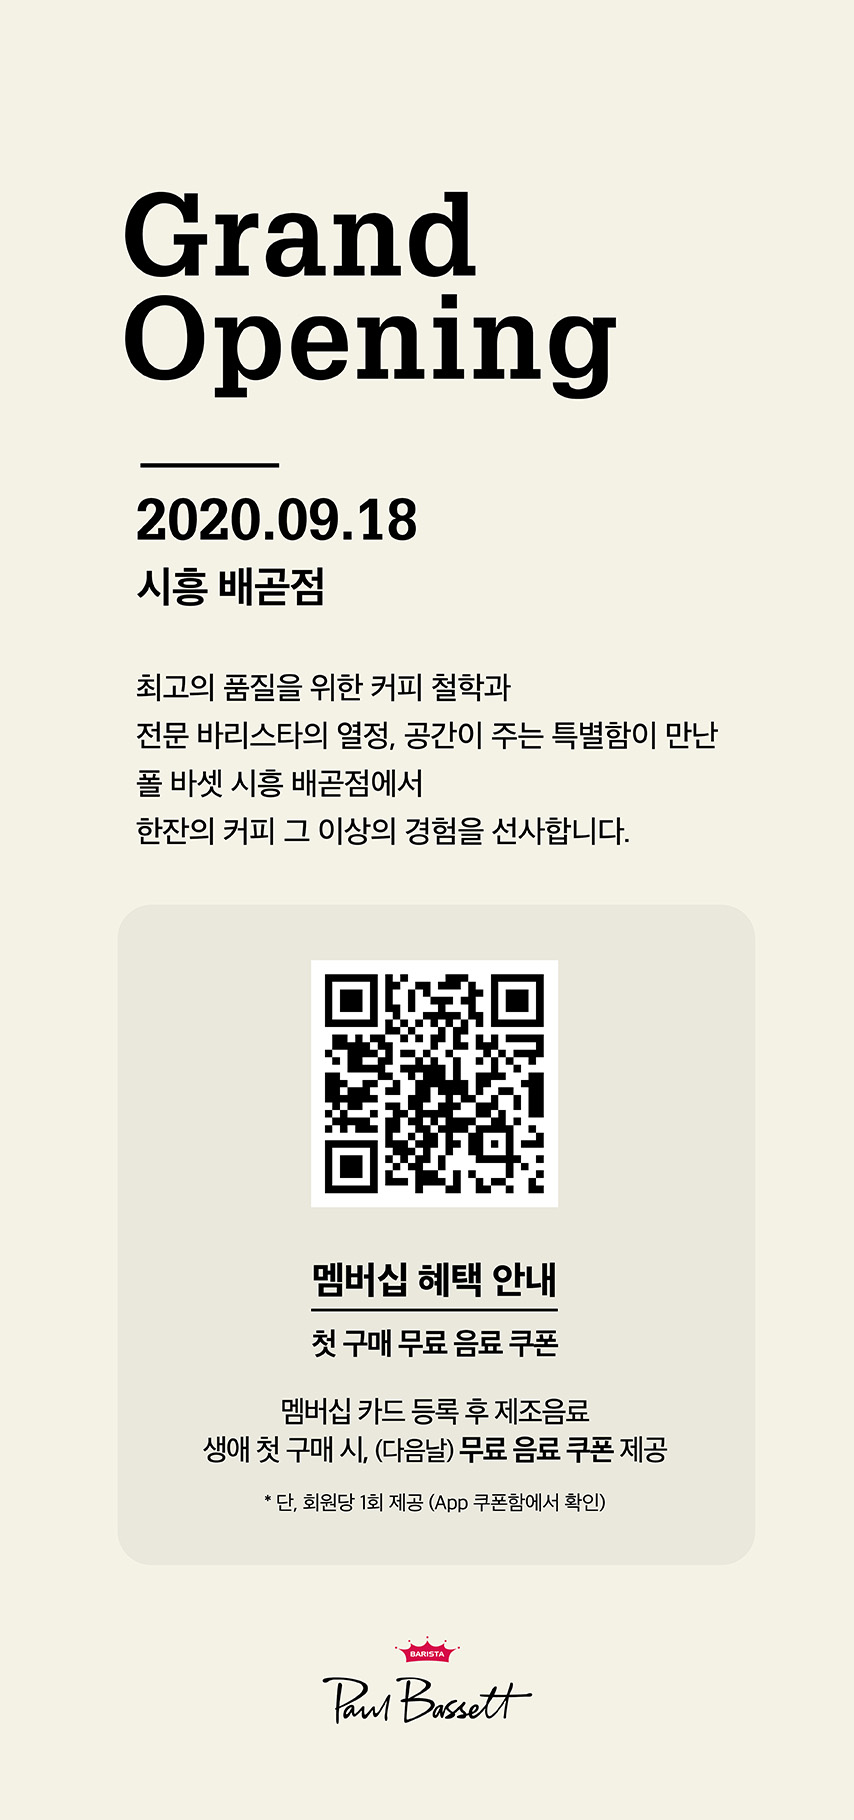 Grand
Opening
2020.09.18
시흥 배곧점
최고의 품질을 위한 커피 철학과
전문 바리스타의 열정, 공간이 주는 특별함이 만난
폴 바셋 시흥 배곧점에서
한잔의 커피 그 이상의 경험을 선사합니다.
멤버십 혜택 안내
첫 구매 무료 음료 쿠폰
멤버십 카드 등록 후 제조음료
생애 첫 구매 시, (다음날) 무료 음료 쿠폰 제공
* 단, 회원당 1회 제공 (App 쿠폰함에서 확인)
BARISTA
Paul Bassett